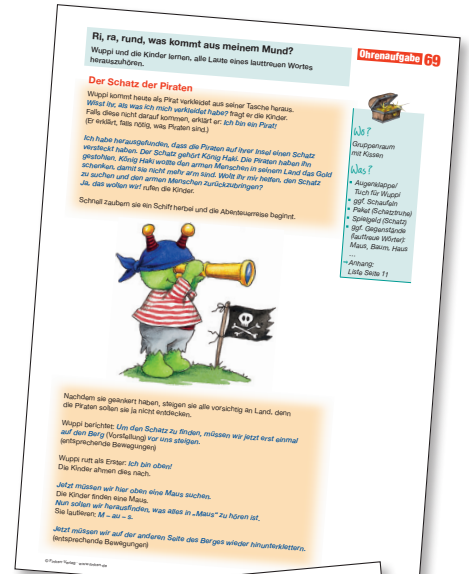 Ri, ra, rund, was kommt aus meinem Mund?
Wuppi und die Kinder lernen, alle Laute eines lauttreuen Wortes
herauszuhören.
Ohrenaufgabe 69
Der Schatz der Piraten
Wuppi kommt heute als Pirat verkleidet aus seiner Tasche heraus.
Wisst ihr, als was ich mich verkleidet habe? fragt er die Kinder.
Falls diese nicht darauf kommen, erklärt er: Ich bin ein Pirat!
(Er erklärt, falls nötig, was Piraten sind.)
Ich habe herausgefunden, dass die Piraten auf ihrer Insel einen Schatz
versteckt haben. Der Schatz gehört König Haki. Die Piraten haben ihn
gestohlen. König Haki wollte den armen Menschen in seinem Land das Gold
schenken, damit sie nicht mehr arm sind. Wollt ihr mir helfen, den Schatz
zu suchen und den armen Menschen zurückzubringen?
Ja, das wollen wir! rufen die Kinder.
Schnell zaubern sie ein Schiff herbei und die Abenteuerreise beginnt.
Wo?
Gruppenraum
mit Kissen
Was?
• Augenklappe/
Tuch für Wuppi
• ggf. Schaufeln
• Paket (Schatztruhe)
• Spielgeld (Schatz)
• ggf. Gegenstände
(lauttreue Wörter):
Maus, Baum, Haus
...
→ Anhang:
Liste Seite 11
Nachdem sie geankert haben, steigen sie alle vorsichtig an Land, denn
die Piraten sollen sie ja nicht entdecken.
Wuppi berichtet: Um den Schatz zu finden, müssen wir jetzt erst einmal
auf den Berg (Vorstellung) vor uns steigen.
(entsprechende Bewegungen)
Wuppi ruft als Erster: Ich bin oben!
Die Kinder ahmen dies nach.
Jetzt müssen wir hier oben eine Maus suchen.
Die Kinder finden eine Maus.
Nun sollen wir herausfinden, was alles in „Maus“ zu hören ist.
Sie lautieren: M – au – s.
Jetzt müssen wir auf der anderen Seite des Berges wieder hinunterklettern.
(entsprechende Bewegungen)